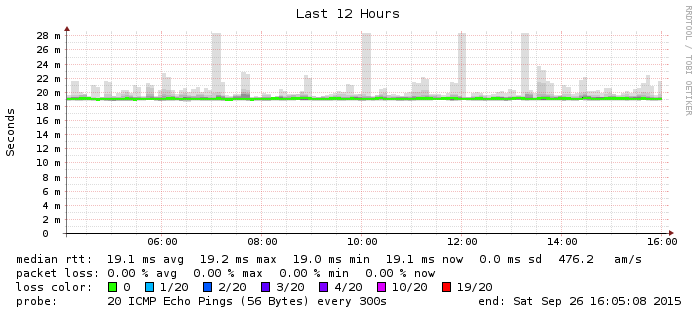 Last 12 Hours
RRDTOOL / TOBI OETIKER
Seconds
28 m
26 m
24 m
22 m
20 m
18 m
16 m
14 m
12 m
10 m
8 m
6 m
4 m
2 m
0
06:00 08:00 10:00 12:00 14:00 16:00
median rtt: 19.1 ms avg 19.2 ms max 19.0 ms min 19.1 ms now 0.0 ms sd 476.2 am/s
packet loss: 0.00 % avg 0.00 % max 0.00 % min 0.00 % now
loss color: 0 1/20 2/20 3/20 4/20 10/20 19/20
probe: 20 ICMP Echo Pings (56 Bytes) every 300s end: Sat Sep 26 16:05:08 2015